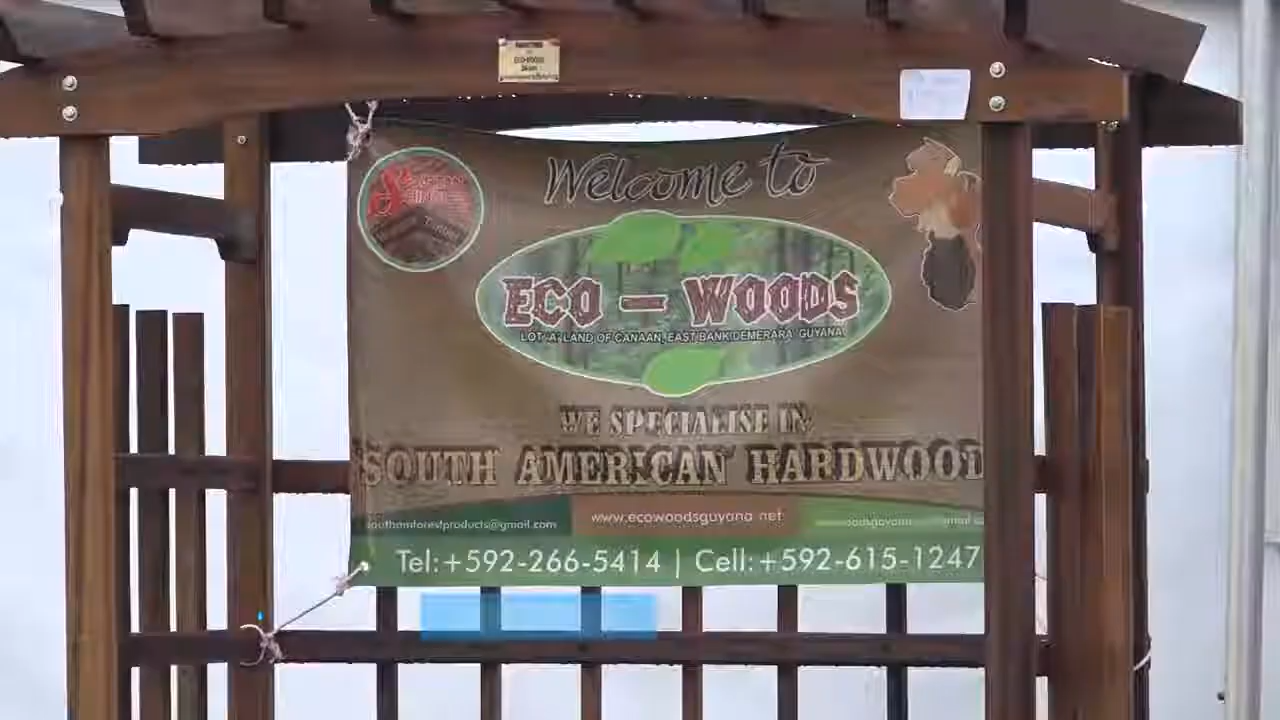 Welcome to
ECO - WOODS
LOT 'A' LAND OF CANAAN, EAST BANK DEMERARA GUYANA
WE SPECIALISE IN
SOUTH AMERICAN HARDWOOD
southamforestproducts@gmail.com
www.ecowoodsguyana.net
Tel:+592-266-5414 | Cell:+592-615-1247